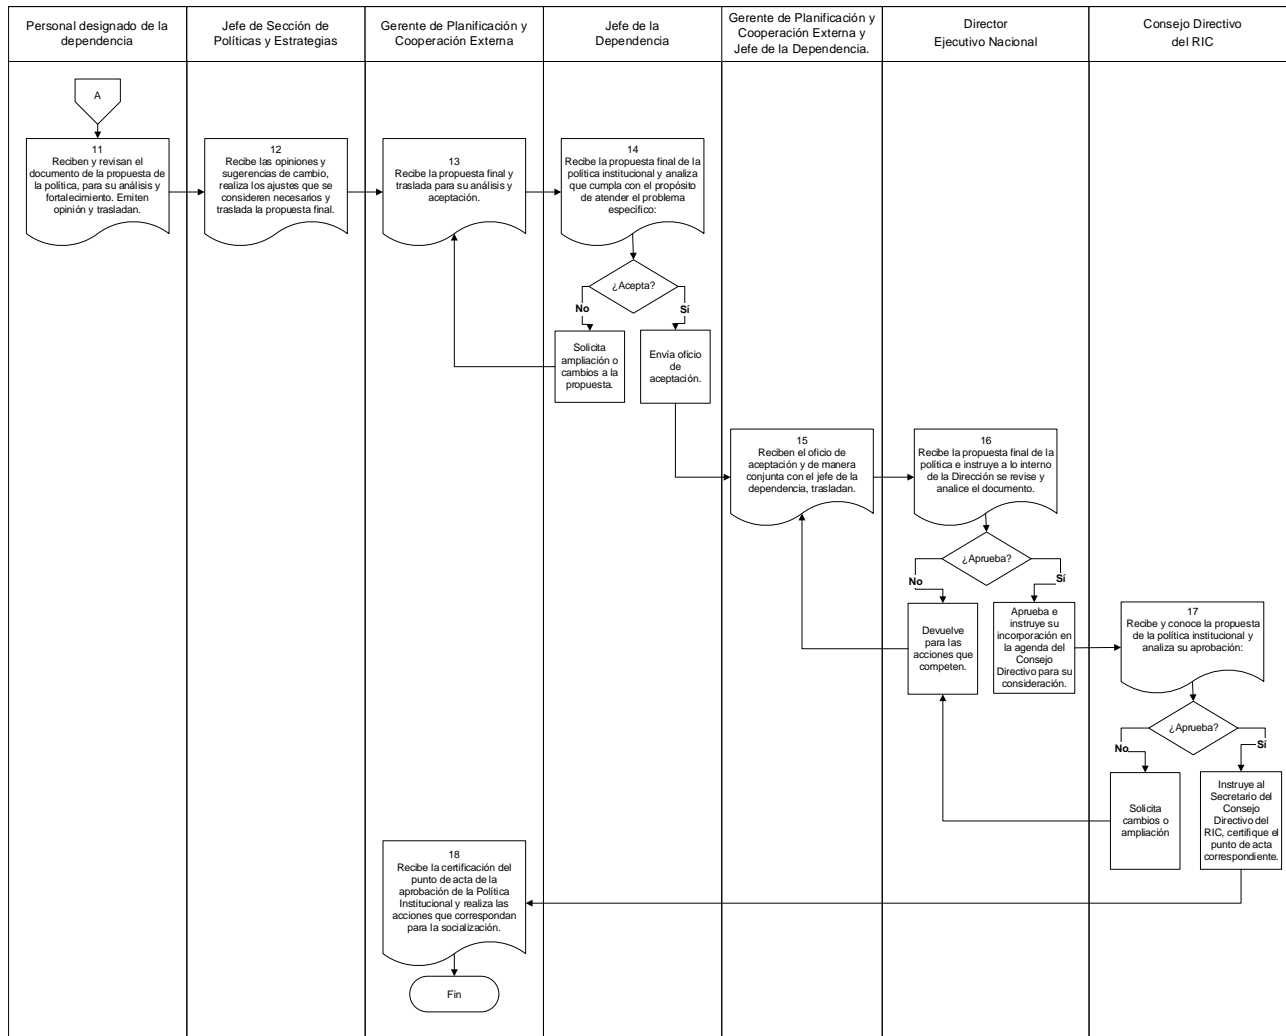 Personal designado de la
dependencia
Jefe de Sección de
Políticas y Estrategias
Gerente de Planificación y
Cooperación Externa
Jefe de la
Dependencia
Gerente de Planificación y
Cooperación Externa y
Jefe de la Dependencia.
Director
Ejecutivo Nacional
Consejo Directivo
del RIC
A
11
Reciben y revisan el
documento de la propuesta de
la política, para su análisis y
fortalecimiento. Emiten
opinión y trasladan.
12
Recibe las opiniones y
sugerencias de cambio,
realiza los ajustes que se
consideren necesarios y
traslada la propuesta final.
13
Recibe la propuesta final y
traslada para su análisis y
aceptación.
14
Recibe la propuesta final de la
política institucional y analiza
que cumpla con el propósito
de atender el problema
específico:
¿Acepta?
No
Sí
Solicita
ampliación o
cambios a la
propuesta.
Envía oficio
de
aceptación.
15
Reciben el oficio de
aceptación y de manera
conjunta con el jefe de la
dependencia, trasladan.
16
Recibe la propuesta final de la
política e instruye a lo interno
de la Dirección se revise y
analice el documento.
¿Aprueba?
No
Sí
Devuelve
para las
acciones que
competen.
Aprueba e
instruye su
incorporación en
la agenda del
Consejo
Directivo para su
consideración.
17
Recibe y conoce la propuesta
de la política institucional y
analiza su aprobación:
¿Aprueba?
No
Sí
Solicita
cambios o
ampliación
Instruye al
Secretario del
Consejo
Directivo del
RIC, certifique el
punto de acta
correspondiente.
18
Recibe la certificación del
punto de acta de la
aprobación de la Política
Institucional y realiza las
acciones que correspondan
para la socialización.
Fin